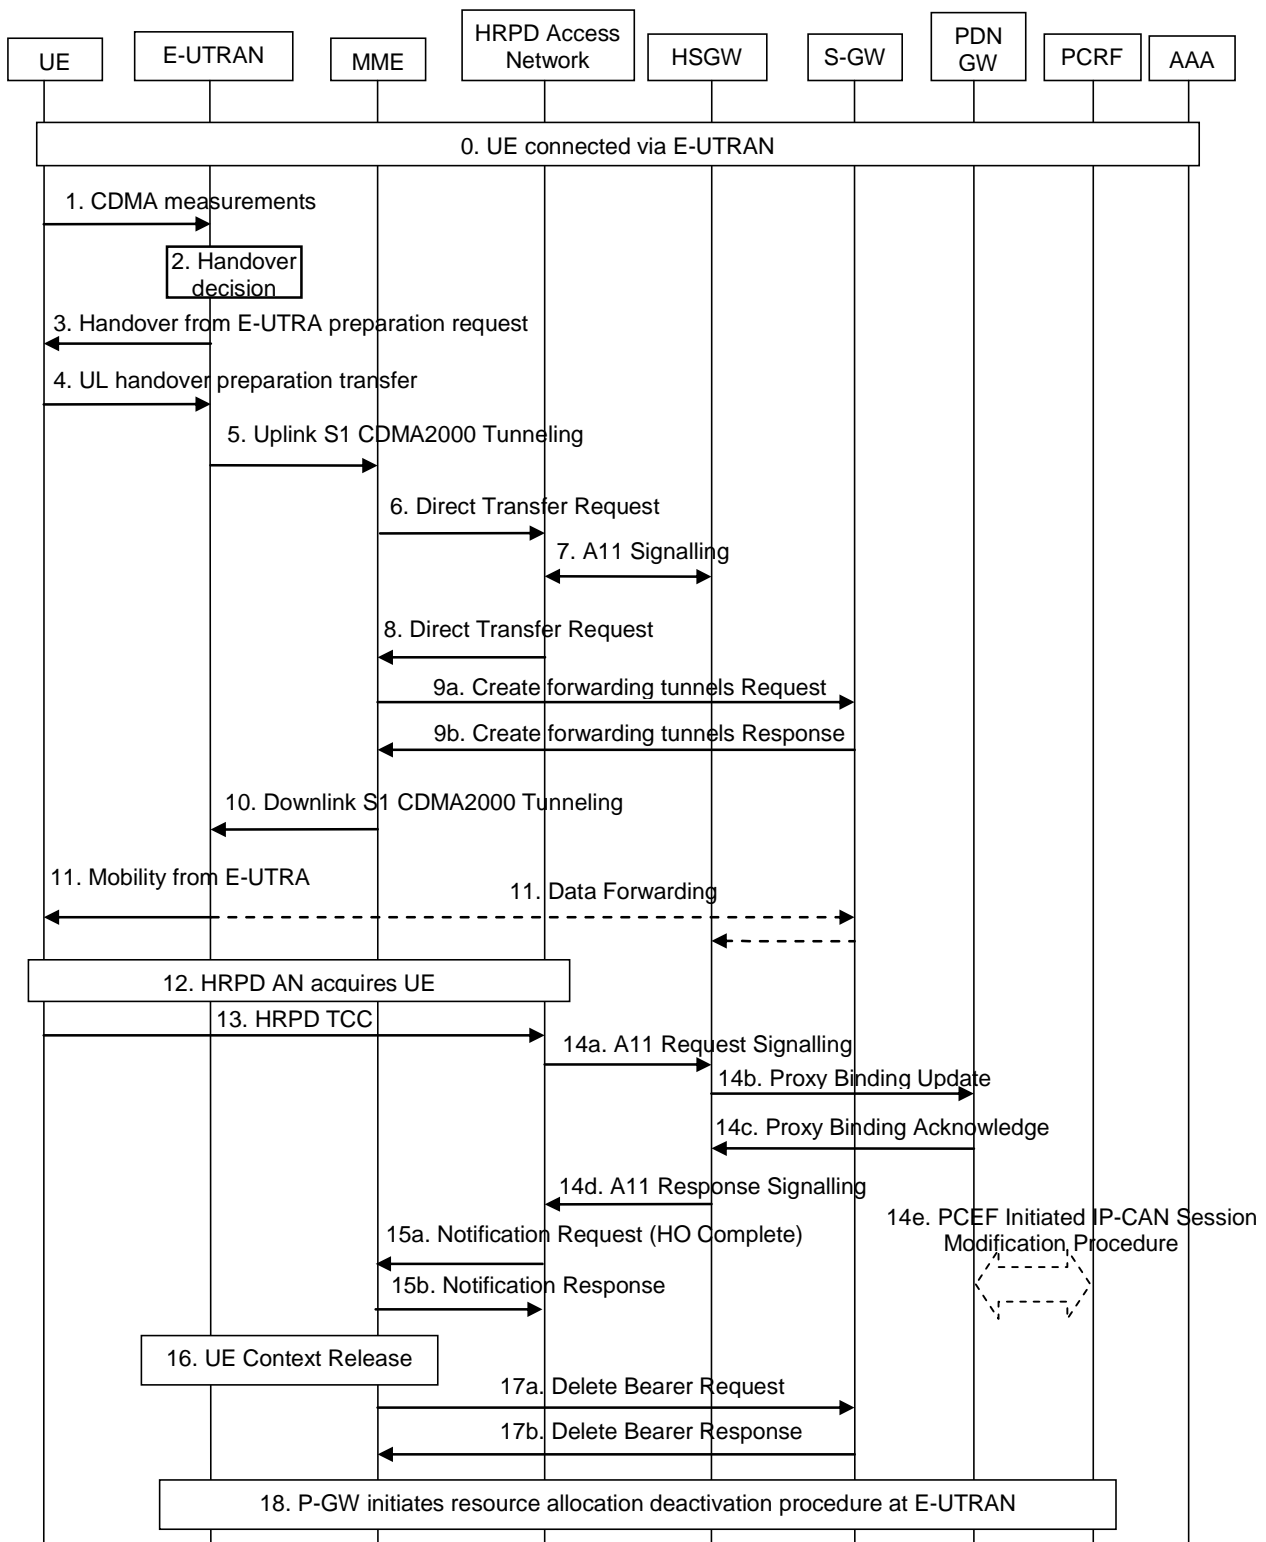 UE
E-UTRAN
MME
HRPD Access
Network
HSGW
S-GW
PDN
GW
PCRF
AAA
0. UE connected via E-UTRAN
1. CDMA measurements
2. Handover
decision
3. Handover from E-UTRA preparation request
4. UL handover preparation transfer
5. Uplink S1 CDMA2000 Tunneling
6. Direct Transfer Request
7. A11 Signalling
8. Direct Transfer Request
9a. Create forwarding tunnels Request
9b. Create forwarding tunnels Response
10. Downlink S1 CDMA2000 Tunneling
11. Mobility from E-UTRA
11. Data Forwarding
12. HRPD AN acquires UE
13. HRPD TCC
14a. A11 Request Signalling
14b. Proxy Binding Update
14c. Proxy Binding Acknowledge
14d. A11 Response Signalling
14e. PCEF Initiated IP-CAN Session
Modification Procedure
15a. Notification Request (HO Complete)
15b. Notification Response
16. UE Context Release
17a. Delete Bearer Request
17b. Delete Bearer Response
18. P-GW initiates resource allocation deactivation procedure at E-UTRAN